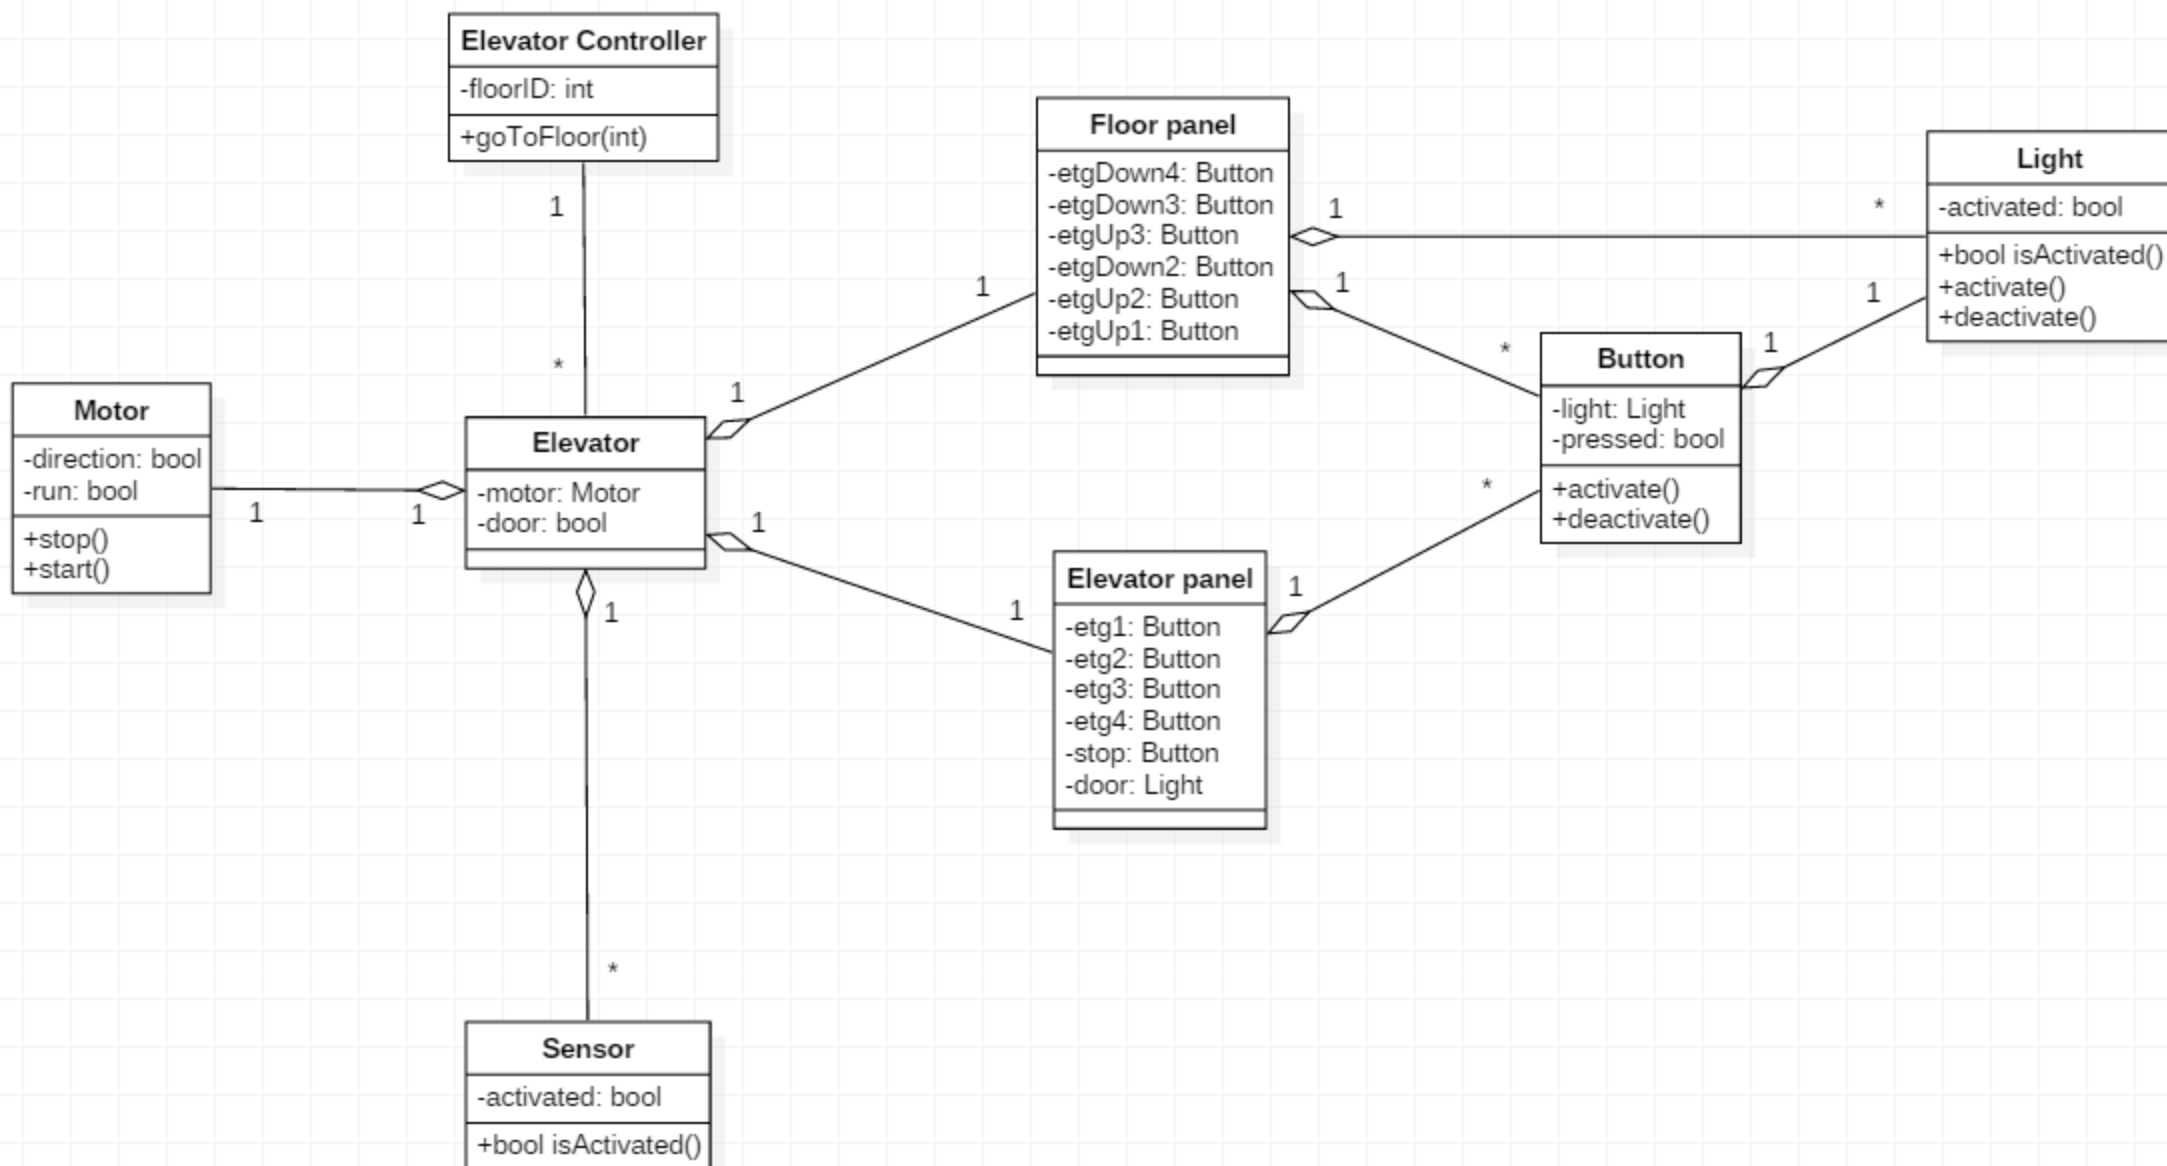 Elevator Controller
-floorID: int
+goToFloor(int)
1
*
Motor
-direction: bool
-run: bool
+stop()
+start()
1
1
Elevator
-motor: Motor
-door: bool
1
1
1
1
1
*
Floor panel
-etgDown4: Button
-etgDown3: Button
-etgUp3: Button
-etgDown2: Button
-etgUp2: Button
-etgUp1: Button
1
*
1
*
Light
-activated: bool
+bool isActivated()
+activate()
+deactivate()
1
1
Button
-light: Light
-pressed: bool
+activate()
+deactivate()
*
1
Elevator panel
-etg1: Button
-etg2: Button
-etg3: Button
-etg4: Button
-stop: Button
-door: Light
Sensor
-activated: bool
+bool isActivated()